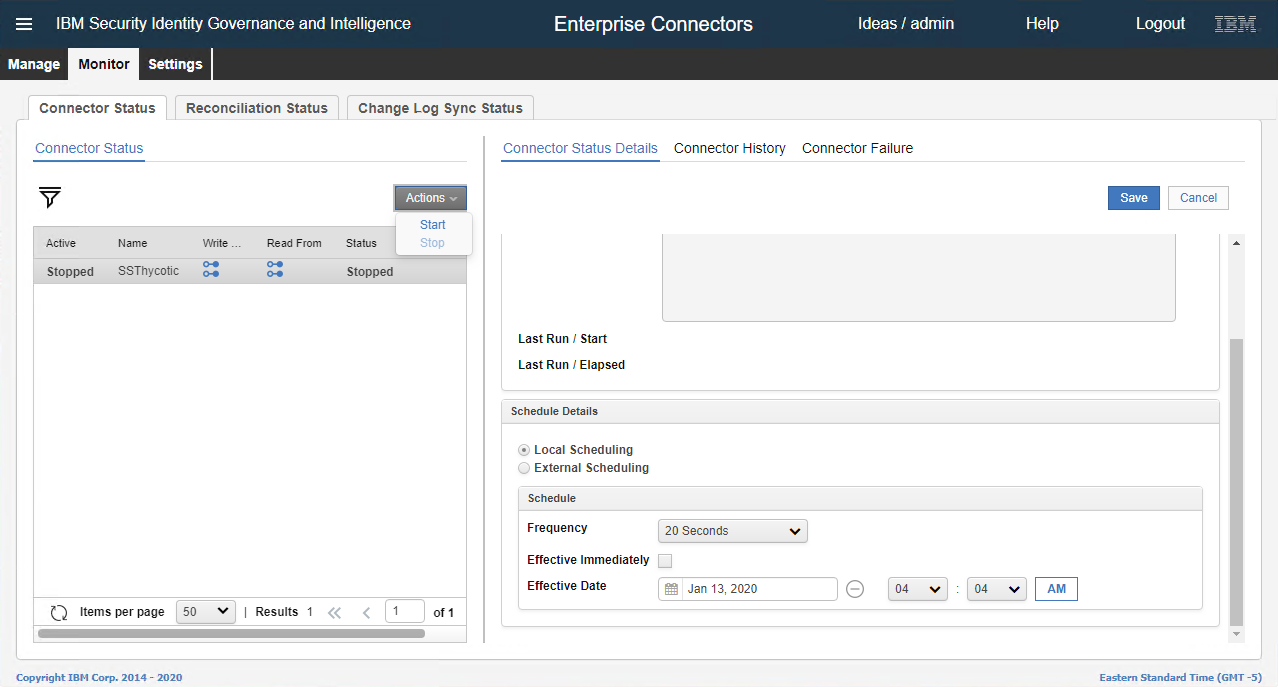 IBM Security Identity Governance and Intelligence
Enterprise Connectors
Ideas / admin
Help
Logout
IBM
Manage
Monitor
Settings
Connector Status
Reconciliation Status
Change Log Sync Status
Connector Status
Actions
Start
Stop
Active Name Write ... Read From Status
Stopped SSThycotic Stopped
Items per page 50 | Results 1 1 of 1
Connector Status Details
Connector History
Connector Failure
Save
Cancel
Last Run / Start
Last Run / Elapsed
Schedule Details
Local Scheduling
External Scheduling
Schedule
Frequency 20 Seconds
Effective Immediately
Effective Date Jan 13, 2020 04 : 04 AM
Copyright IBM Corp. 2014 - 2020
Eastern Standard Time (GMT -5)